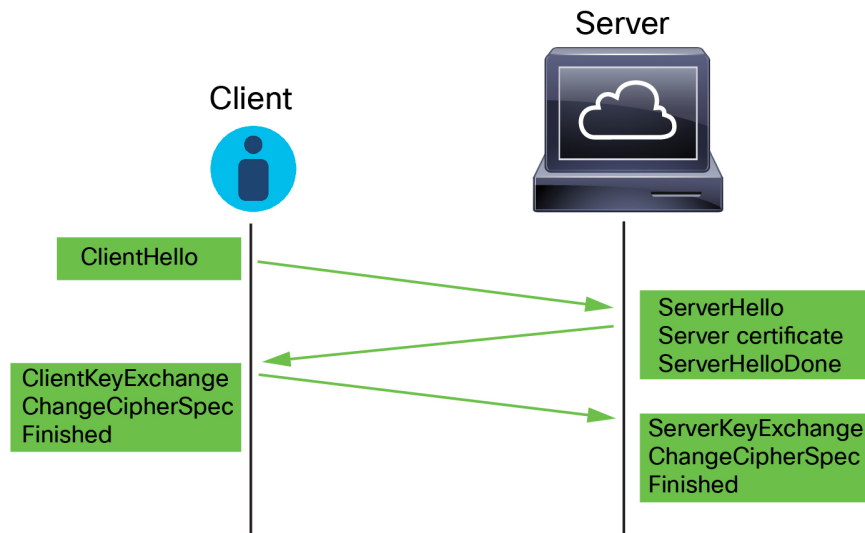 Server
Client
ClientHello
ServerHello
Server certificate
ServerHelloDone
ClientKeyExchange
ChangeCipherSpec
Finished
ServerKeyExchange
ChangeCipherSpec
Finished